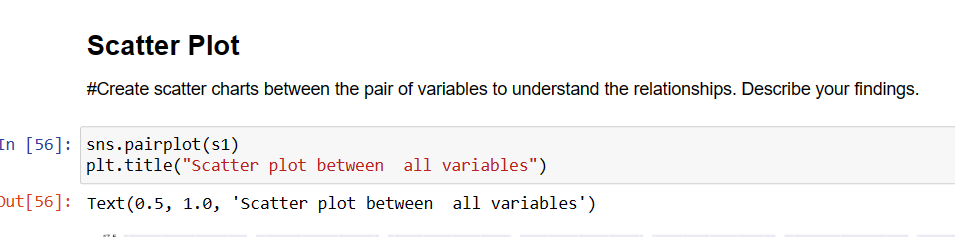 Scatter Plot
#Create scatter charts between the pair of variables to understand the relationships. Describe your findings.
In [56]: sns.pairplot(s1)
plt.title("Scatter plot between  all variables")
Out[56]: Text(0.5, 1.0, 'Scatter plot between  all variables')